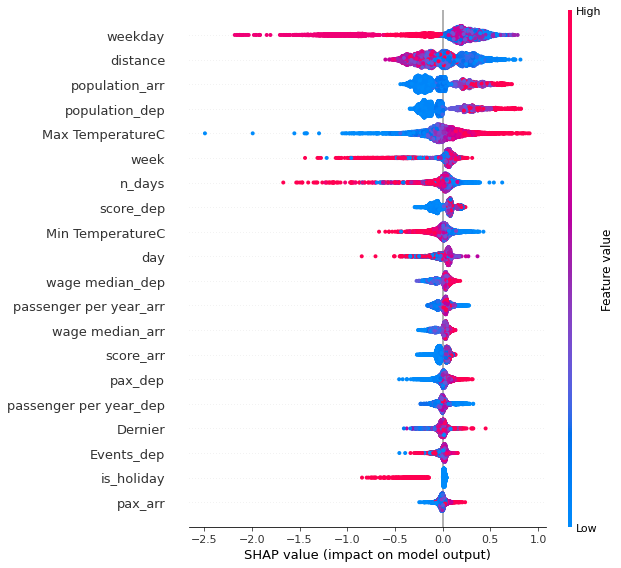 High
weekday
distance
population_arr
population_dep
Max TemperatureC
week
n_days
score_dep
Min TemperatureC
day
wage median_dep
passenger per year_arr
wage median_arr
score_arr
pax_dep
passenger per year_dep
Dernier
Events_dep
is_holiday
pax_arr
Feature value
Low
-2.5 -2.0 -1.5 -1.0 -0.5 0.0 0.5 1.0
SHAP value (impact on model output)